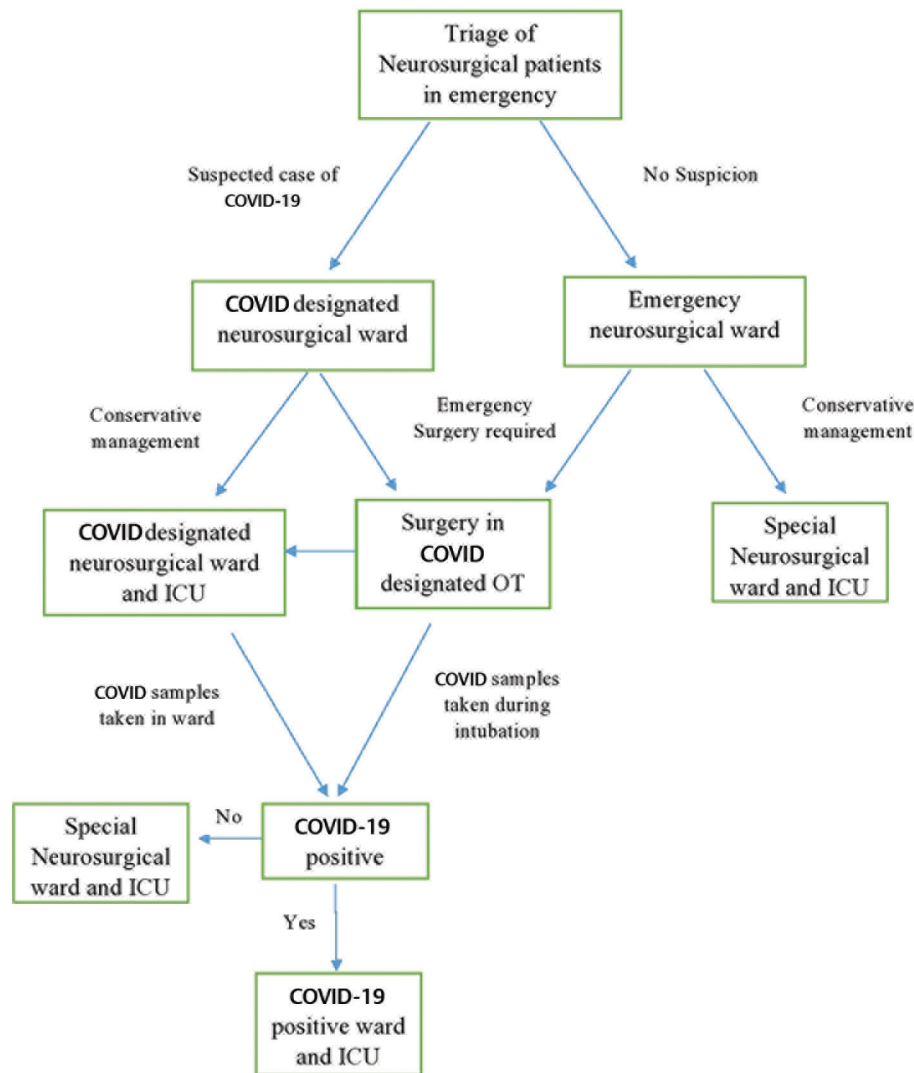 Triage of
Neurosurgical patients
in emergency
Suspected case of
COVID-19
No Suspicion
COVID designated
neurosurgical ward
Emergency
neurosurgical ward
Conservative
management
Emergency
Surgery required
Conservative
management
COVID designated
neurosurgical ward
and ICU
Surgery in
COVID
designated OT
Special
Neurosurgical
ward and ICU
COVID samples
taken in ward
COVID samples
taken during
intubation
No
Special
Neurosurgical
ward and ICU
COVID-19
positive
Yes
COVID-19
positive ward
and ICU